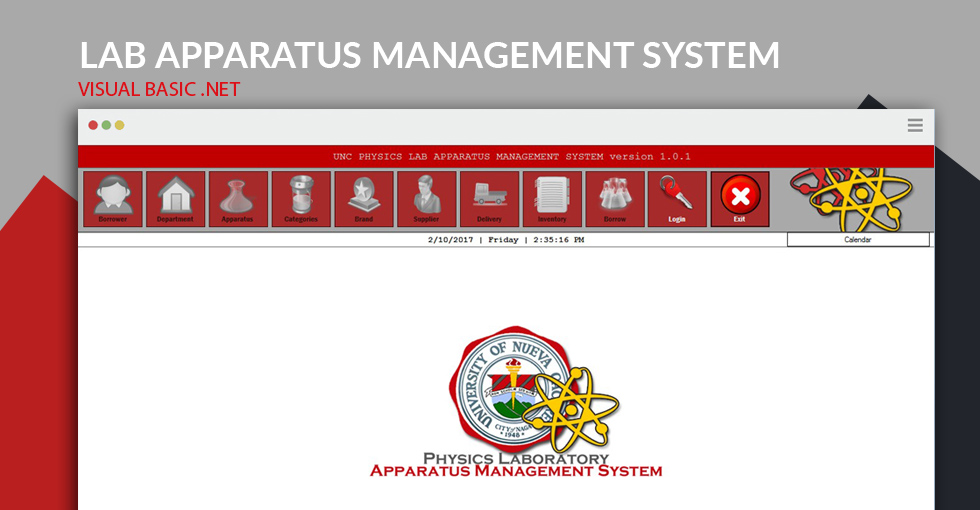 LAB APPARATUS MANAGEMENT SYSTEM
VISUAL BASIC .NET
UNC PHYSICS LAB APPARATUS MANAGEMENT SYSTEM version 1.0.1
Borrower Department Apparatus Categories Brand Supplier Delivery Inventory Borrow Login Exit
2/10/2017 | Friday | 2:35:16 PM
Calendar
UNIVERSITY OF NUEVA
CITY of NAGA
1948
PHYSICS LABORATORY
APPARATUS MANAGEMENT SYSTEM